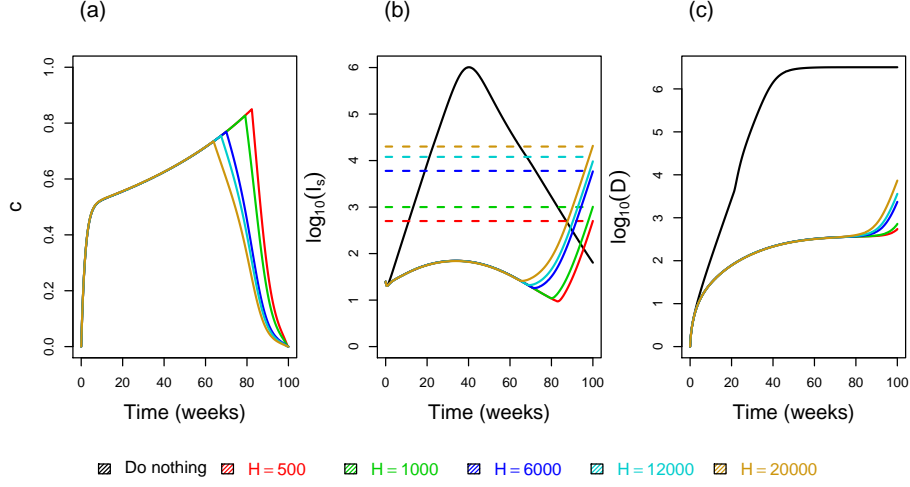 (a)
(b)
(c)
c
0.0
0.2
0.4
0.6
0.8
1.0
0
20
40
60
80
100
Time (weeks)
log10(Is)
0
1
2
3
4
5
6
0
20
40
60
80
100
Time (weeks)
log10(D)
0
1
2
3
4
5
6
0
20
40
60
80
100
Time (weeks)
Do nothing
H = 500
H = 1000
H = 6000
H = 12000
H = 20000